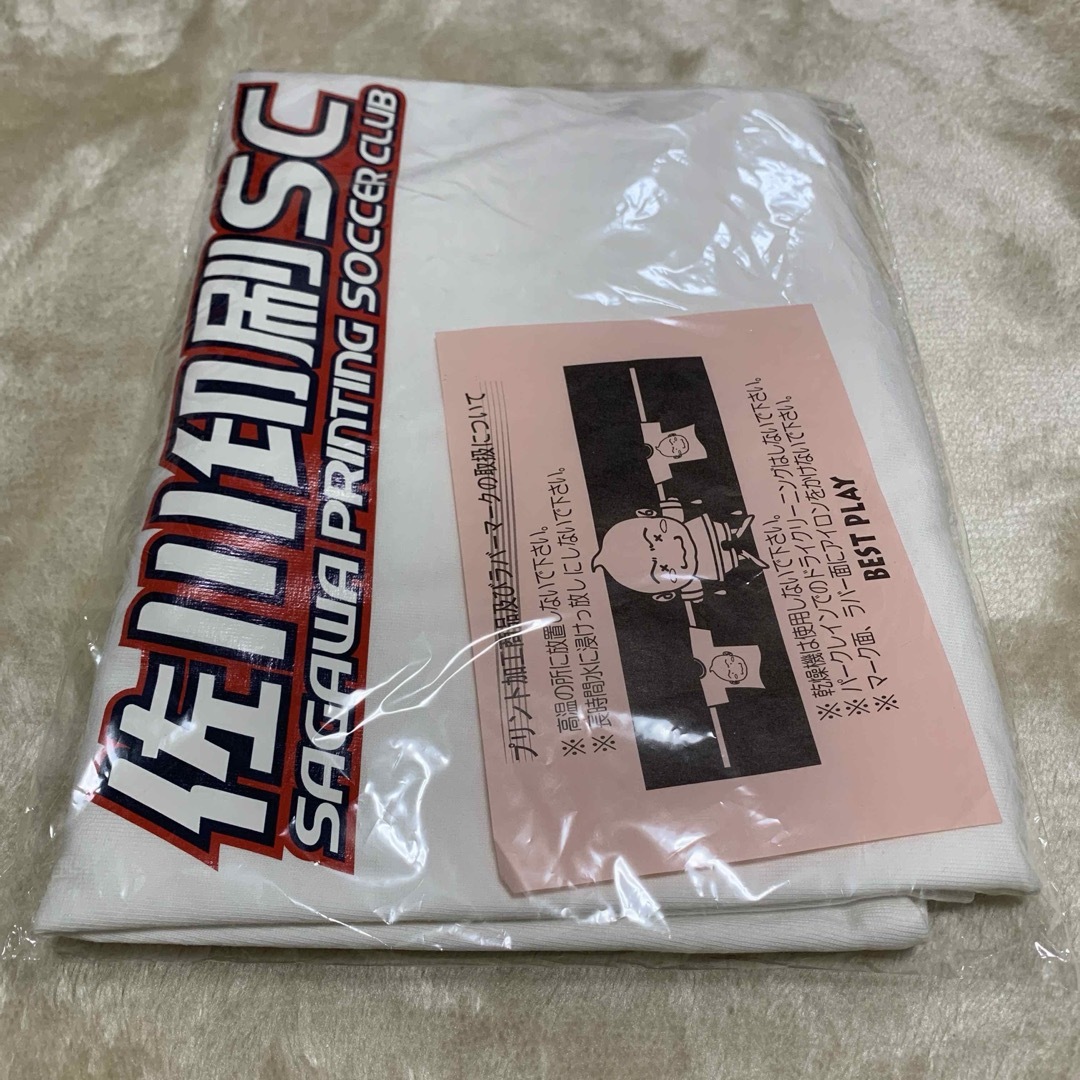 佐川印刷SC
SAGAWA PRINTING SOCCER CLUB
プリント加工商品及びラバーマークの取扱について
※ 高温の所に放置しないで下さい。
※ 長時間水に浸けっ放しにしないで下さい。
※ 乾燥機は使用しないで下さい。
※ パークレインでのドライクリーニングはしないで下さい。
※ マーク面、ラバー面にアイロンをかけないで下さい。
BEST PLAY